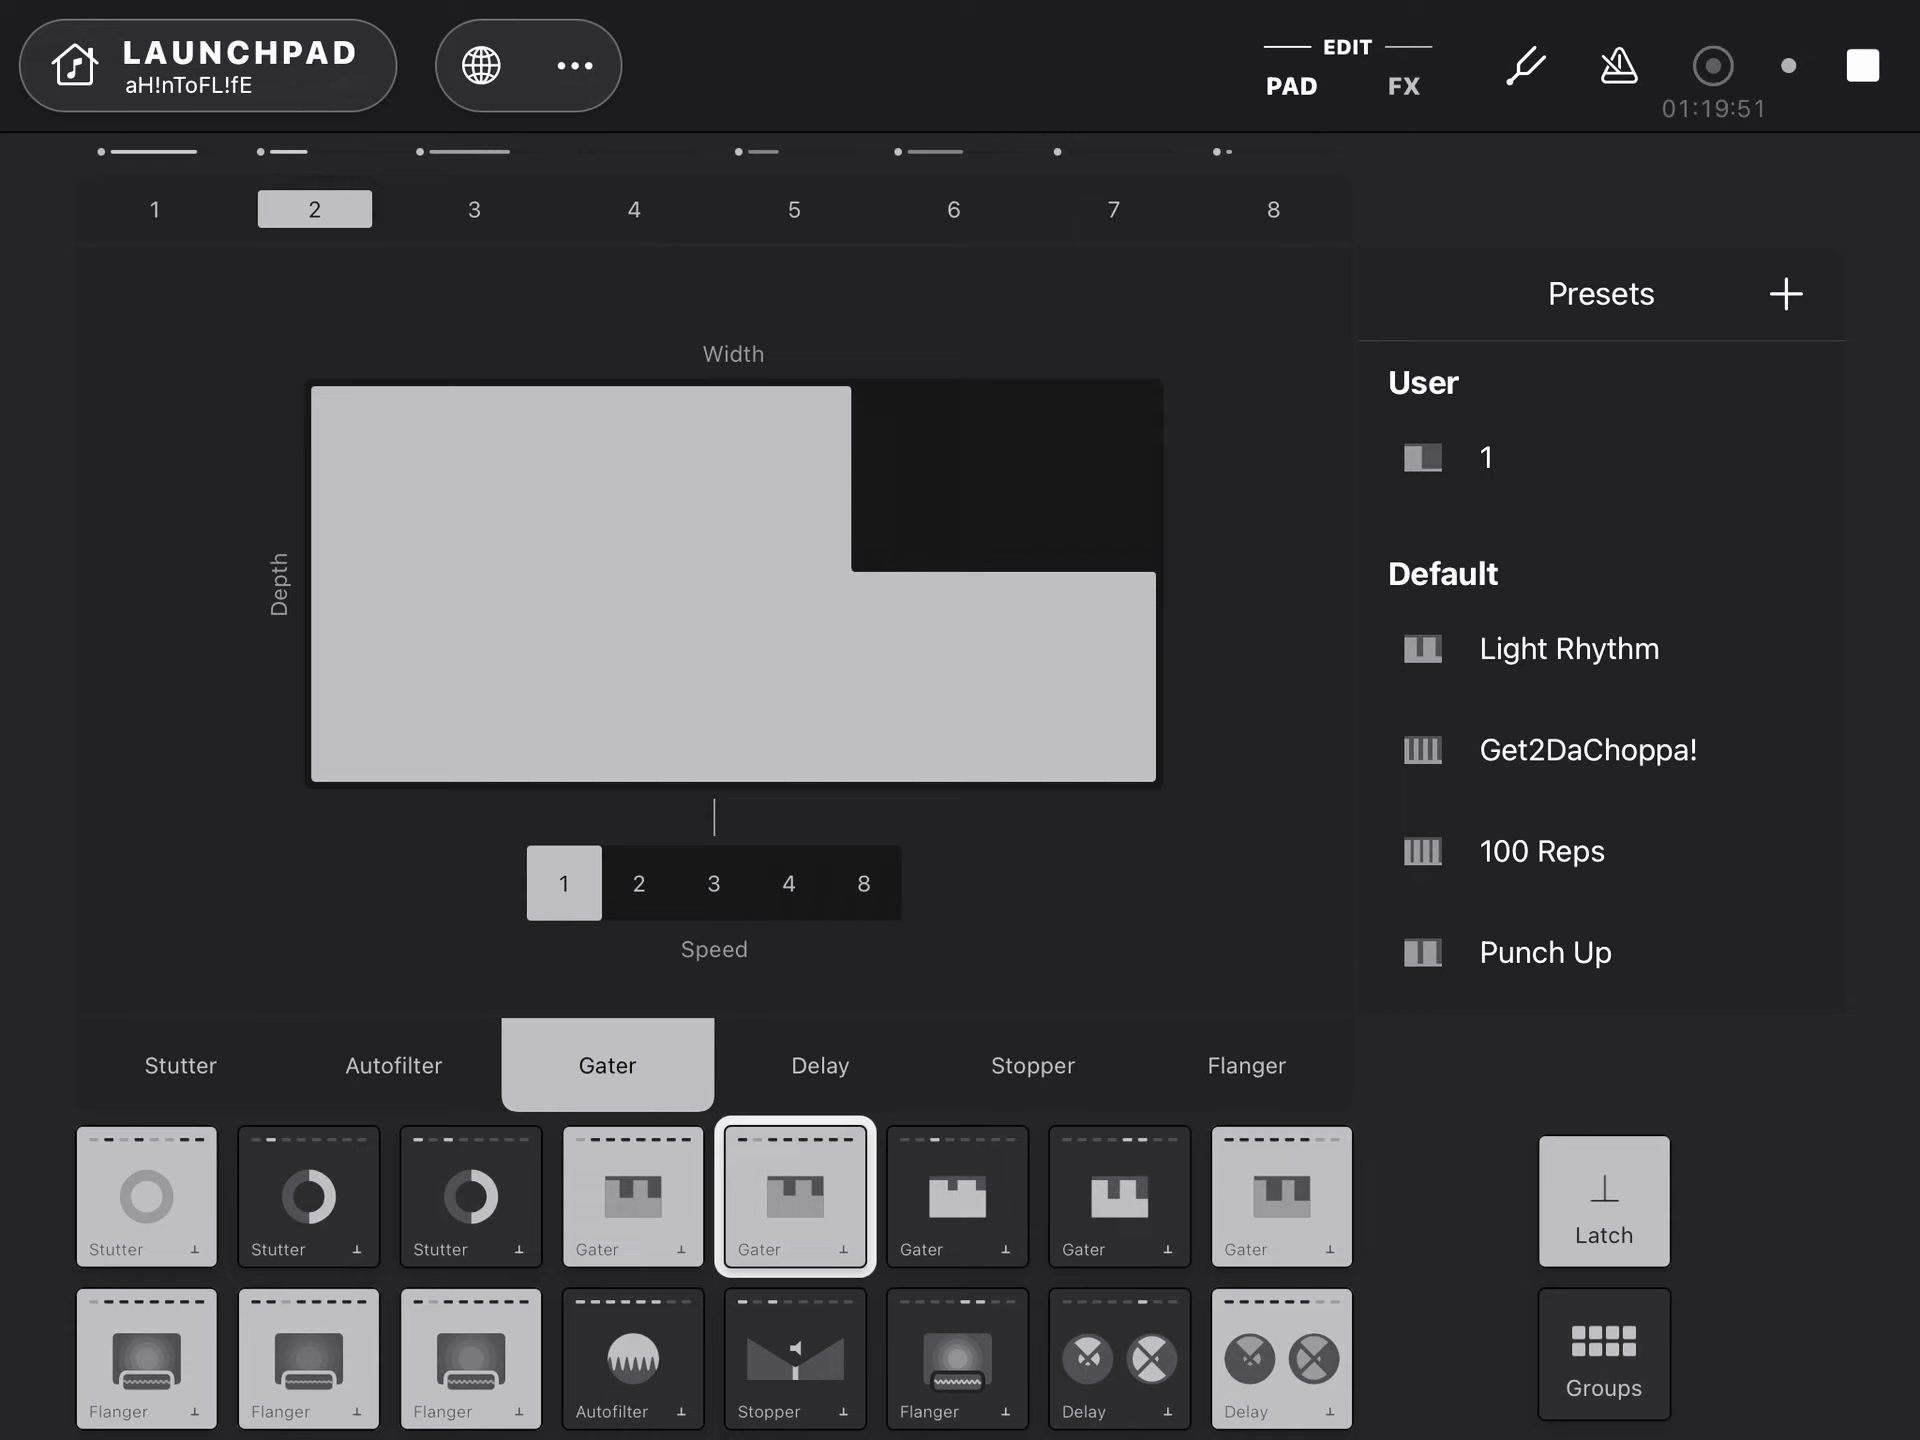 LAUNCHPAD
aH!nToFL!fE
EDIT
PAD FX
01:19:51
1 2 3 4 5 6 7 8
Presets
Width
User
1
Depth
Default
Light Rhythm
Get2DaChoppa!
100 Reps
1 2 3 4 8
Speed
Punch Up
Stutter Autofilter Gater Delay Stopper Flanger
Stutter Stutter Stutter Gater Gater Gater Gater Gater
Latch
Flanger Flanger Flanger Autofilter Stopper Flanger Delay Delay
Groups